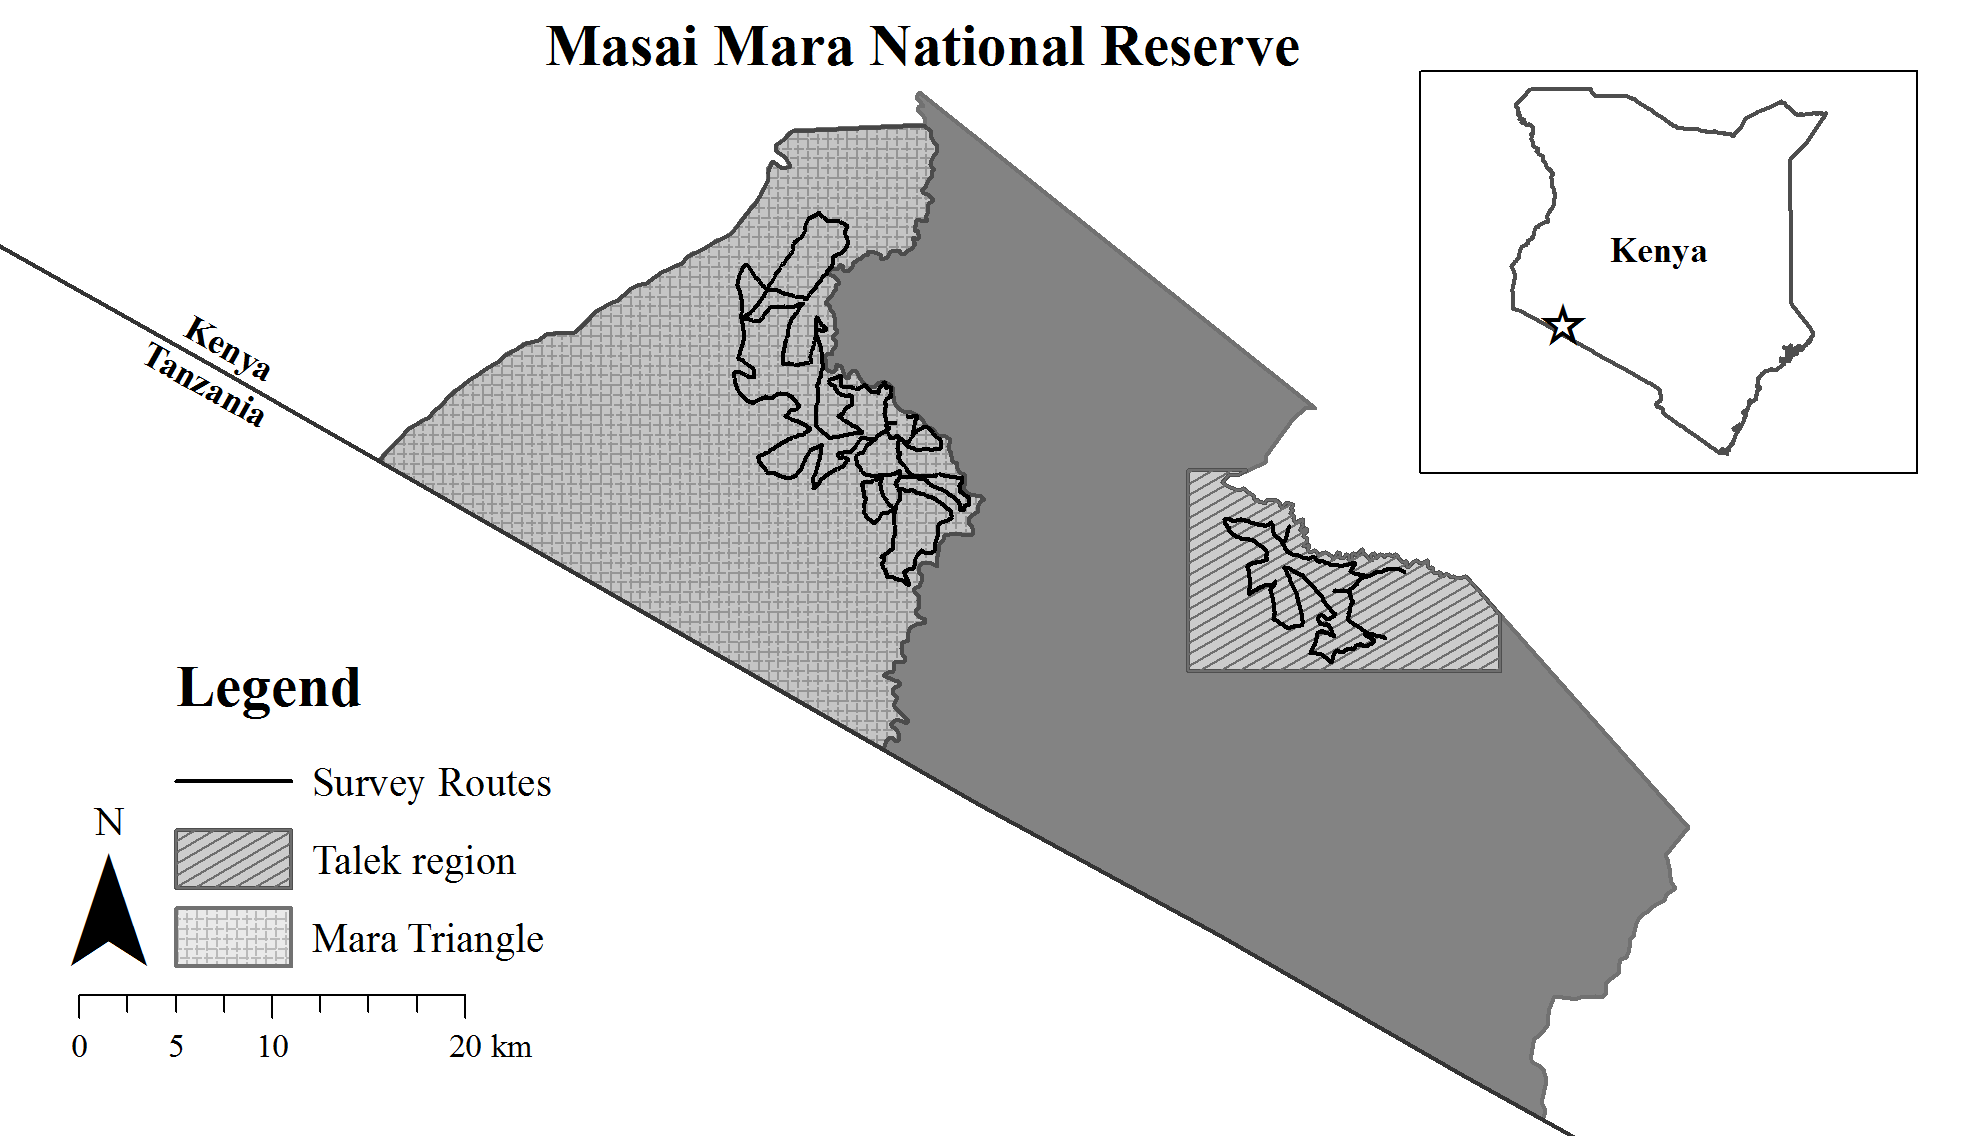 Masai Mara National Reserve
Kenya
Kenya
Tanzania
Legend
Survey Routes
N
Talek region
Mara Triangle
0 5 10 20 km